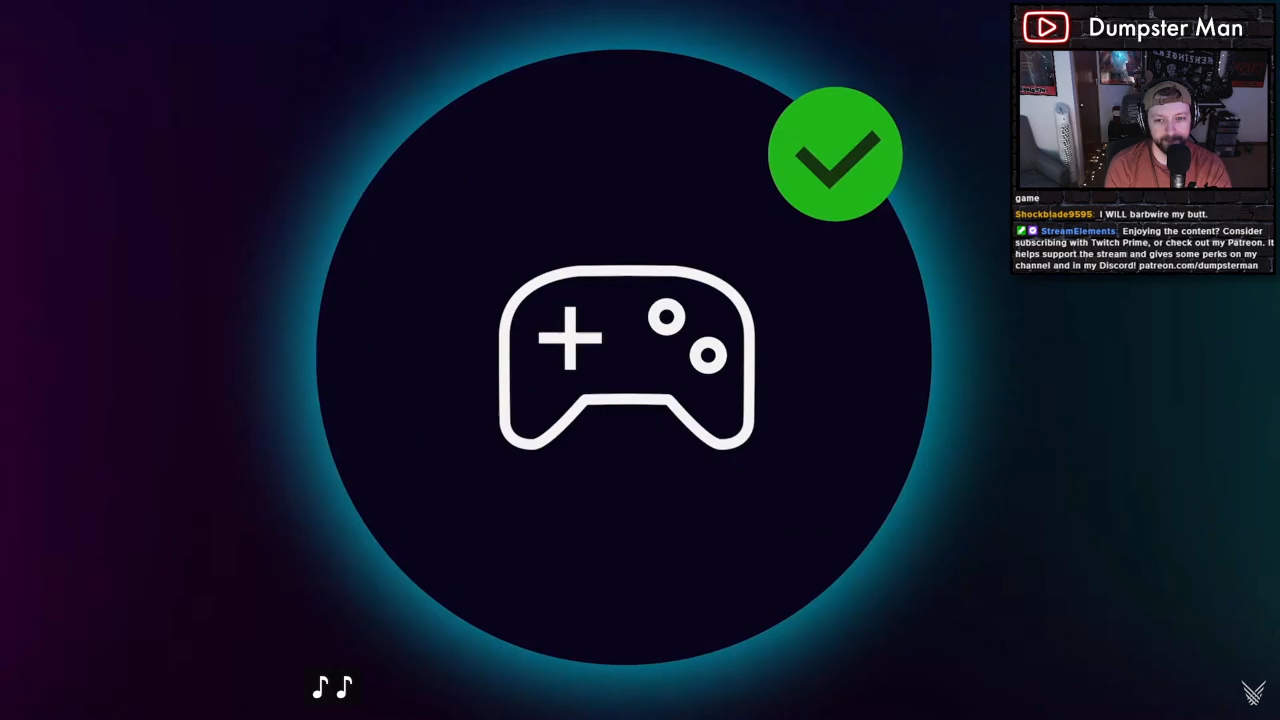 Dumpster Man
game
Shockblade9595: I WILL barbwire my butt.
StreamElements: Enjoying the content? Consider
subscribing with Twitch Prime, or check out my Patreon. It
helps support the stream and gives some perks on my
channel and in my Discord! patreon.com/dumpsterman